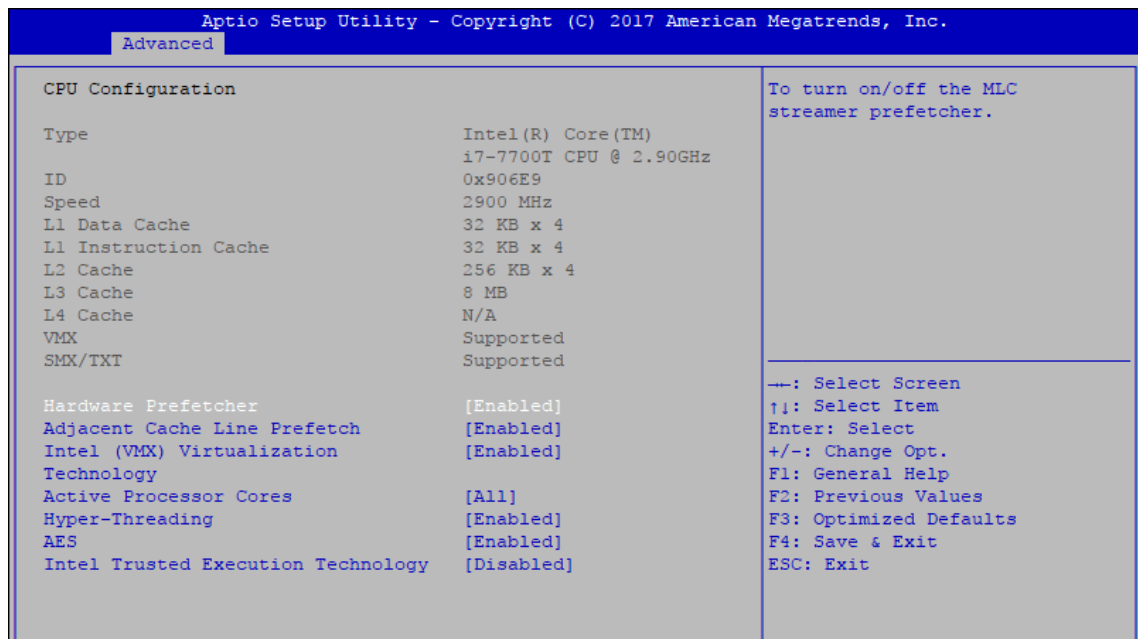 Aptio Setup Utility - Copyright (C) 2017 American Megatrends, Inc.
Advanced
CPU Configuration
Type Intel(R) Core(TM)
i7-7700T CPU @ 2.90GHz
ID 0x906E9
Speed 2900 MHz
L1 Data Cache 32 KB x 4
L1 Instruction Cache 32 KB x 4
L2 Cache 256 KB x 4
L3 Cache 8 MB
L4 Cache N/A
VMX Supported
SMX/TXT Supported
Hardware Prefetcher [Enabled]
Adjacent Cache Line Prefetch [Enabled]
Intel (VMX) Virtualization [Enabled]
Technology
Active Processor Cores [All]
Hyper-Threading [Enabled]
AES [Enabled]
Intel Trusted Execution Technology [Disabled]
To turn on/off the MLC
streamer prefetcher.
→←: Select Screen
↑↓: Select Item
Enter: Select
+/-: Change Opt.
F1: General Help
F2: Previous Values
F3: Optimized Defaults
F4: Save & Exit
ESC: Exit